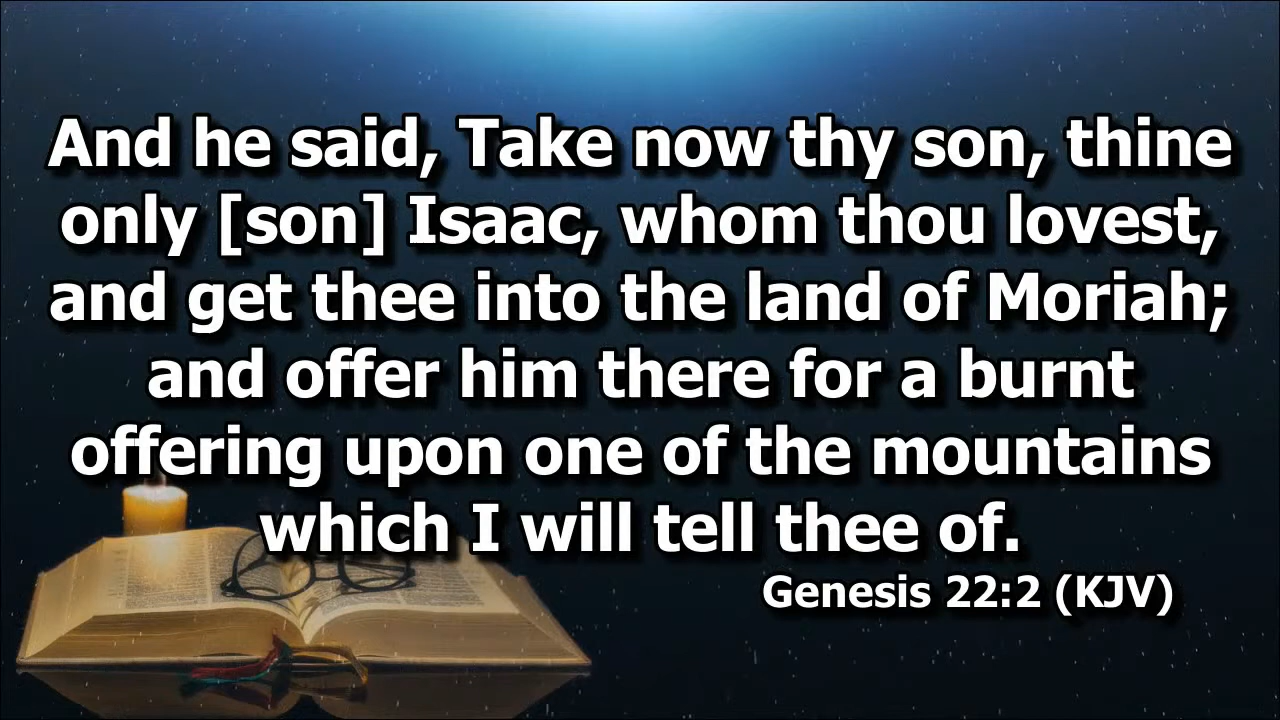 And he said, Take now thy son, thine
only [son] Isaac, whom thou lovest,
and get thee into the land of Moriah;
and offer him there for a burnt
offering upon one of the mountains
which I will tell thee of.
Genesis 22:2 (KJV)